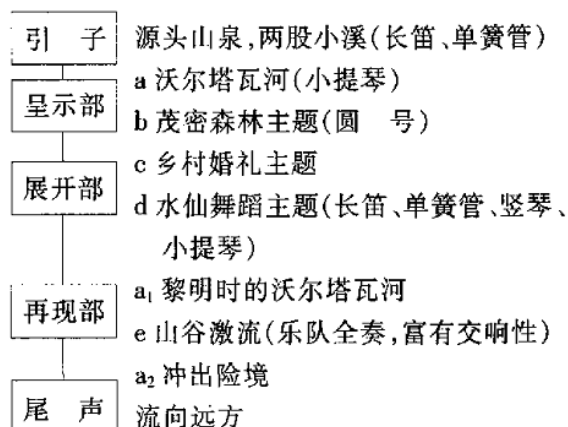 引　子　源头山泉,两股小溪(长笛、单簧管)
a 沃尔塔瓦河(小提琴)
呈示部
b 茂密森林主题(圆　号)
c 乡村婚礼主题
展开部
d 水仙舞蹈主题(长笛、单簧管、竖琴、
小提琴)
a₁ 黎明时的沃尔塔瓦河
再现部
e 山谷激流(乐队全奏,富有交响性)
a₂ 冲出险境
尾　声　流向远方